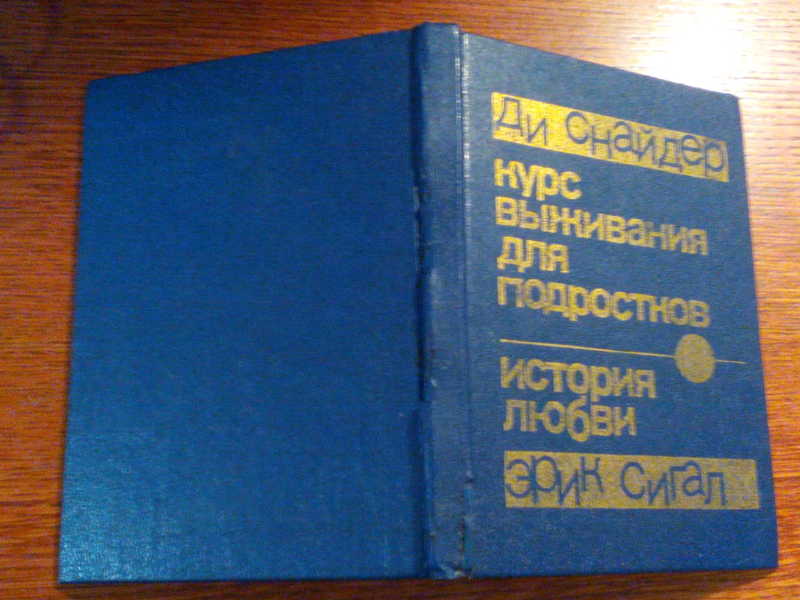 Ди Снайдер
курс
выживания
для
подростков
история
любви
Эрик Сигал